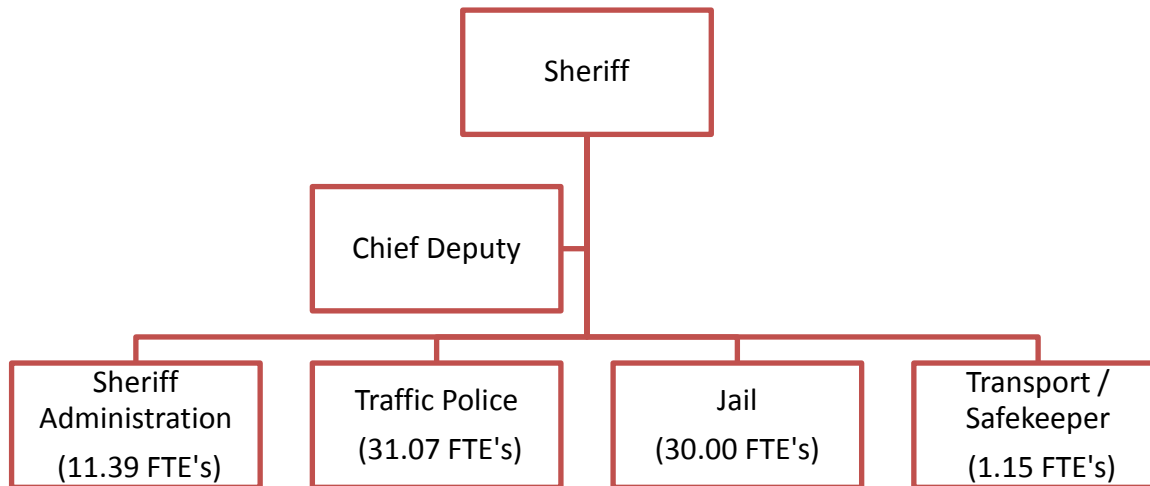 Sheriff
Chief Deputy
Sheriff
Administration
(11.39 FTE's)
Traffic Police
(31.07 FTE's)
Jail
(30.00 FTE's)
Transport /
Safekeeper
(1.15 FTE's)